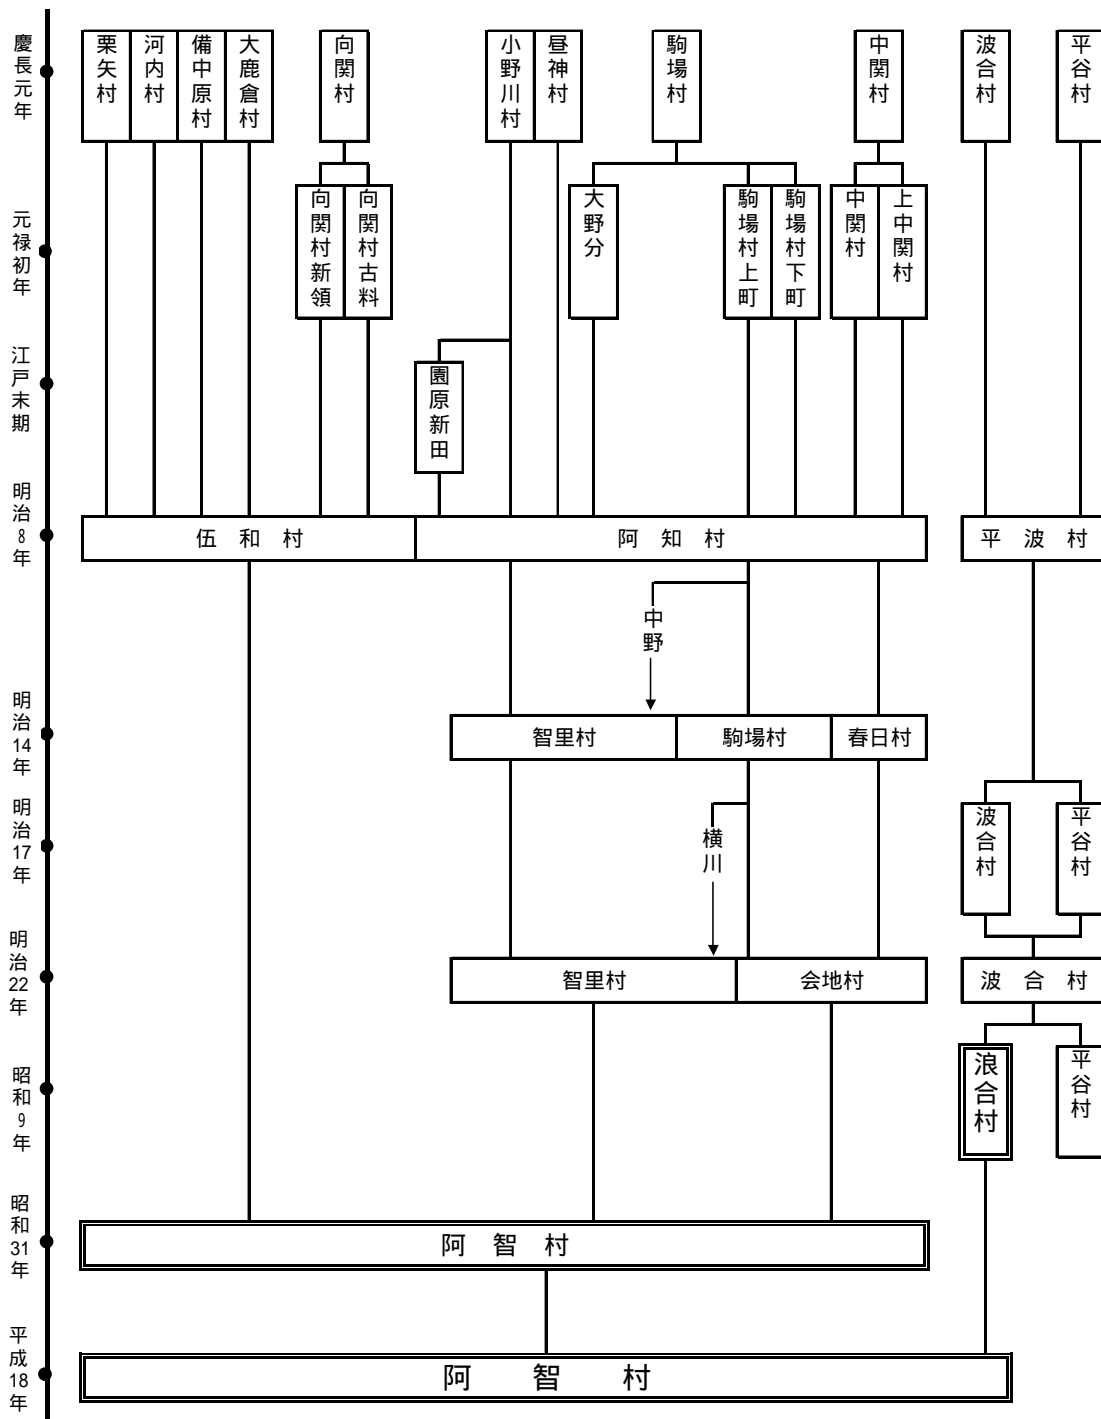 慶長元年
栗矢村
河内村
備中原村
大鹿倉村
向関村
小野川村
昼神村
駒場村
中関村
波合村
平谷村
元禄初年
向関村新領
向関村古料
大野分
駒場村上町
駒場村下町
中関村
上中関村
江戸末期
園原新田
明治8年
伍和村
阿知村
平波村
中野
明治14年
智里村
駒場村
春日村
明治17年
横川
波合村
平谷村
明治22年
智里村
会地村
波合村
昭和9年
浪合村
平谷村
昭和31年
阿智村
平成18年
阿智村